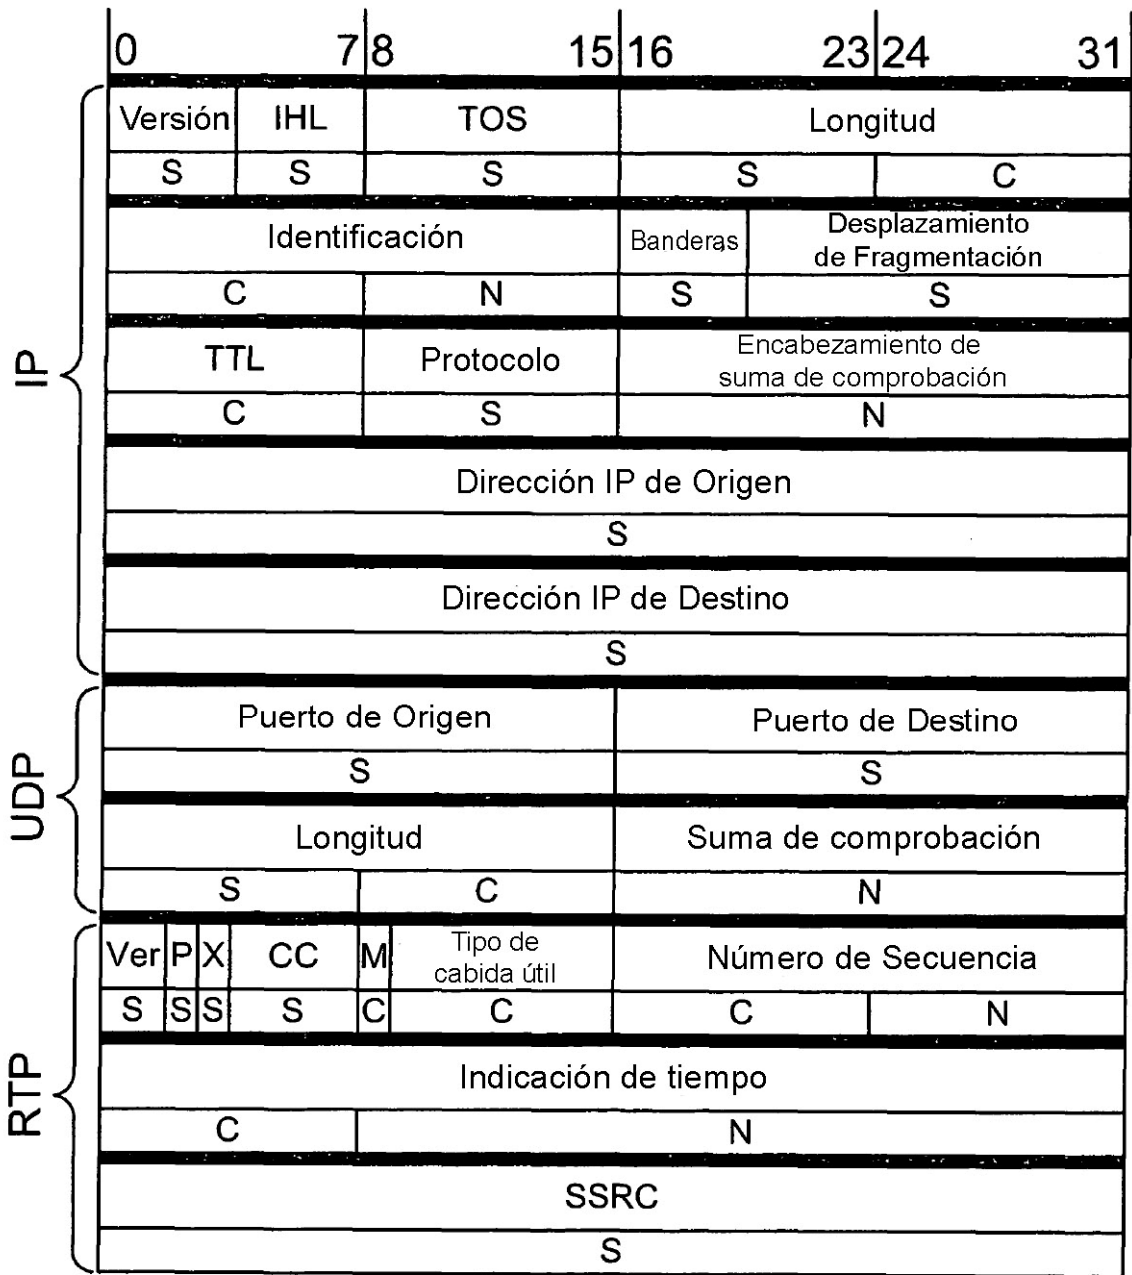 0 7 8 15 16 23 24 31
Versión IHL TOS Longitud
S S S S C
Identificación Banderas Desplazamiento
de Fragmentación
C N S S
TTL Protocolo Encabezamiento de
suma de comprobación
C S N
Dirección IP de Origen
S
Dirección IP de Destino
S
IP
Puerto de Origen Puerto de Destino
S S
Longitud Suma de comprobación
S C N
UDP
Ver P X CC M Tipo de
cabida útil Número de Secuencia
S S S S C C C N
Indicación de tiempo
C N
SSRC
S
RTP